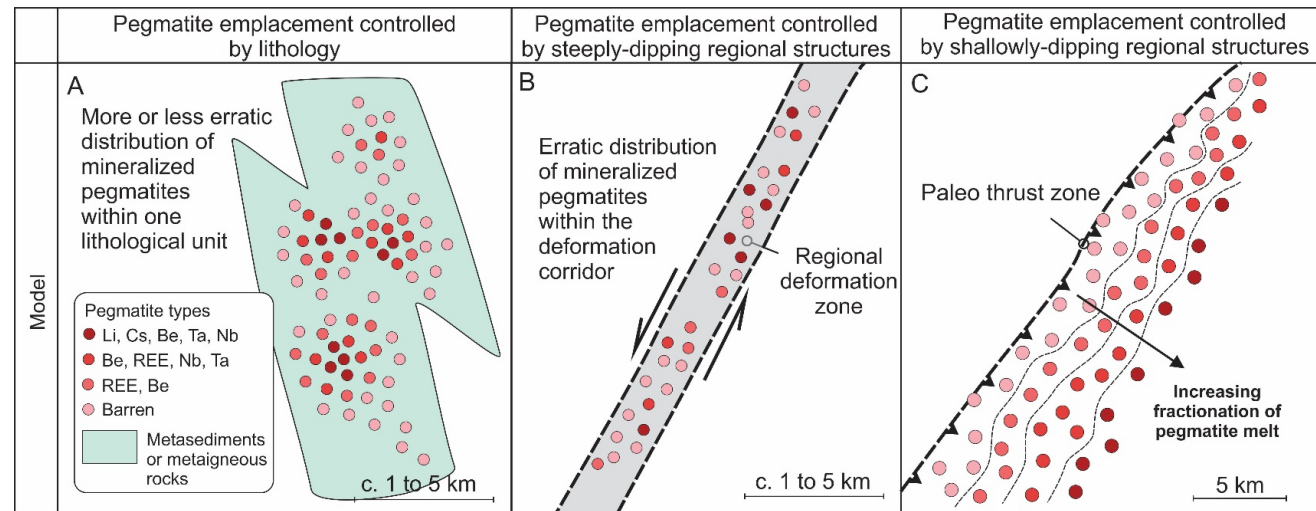 Pegmatite emplacement controlled
by lithology
Pegmatite emplacement controlled
by steeply-dipping regional structures
Pegmatite emplacement controlled
by shallowly-dipping regional structures
Model
A
More or less erratic
distribution of
mineralized
pegmatites
within one
lithological unit
Pegmatite types
Li, Cs, Be, Ta, Nb
Be, REE, Nb, Ta
REE, Be
Barren
Metasediments
or metaigneous
rocks
c. 1 to 5 km
B
Erratic distribution
of mineralized
pegmatites
within the
deformation
corridor
Regional
deformation
zone
c. 1 to 5 km
C
Paleo thrust zone
Increasing
fractionation of
pegmatite melt
5 km